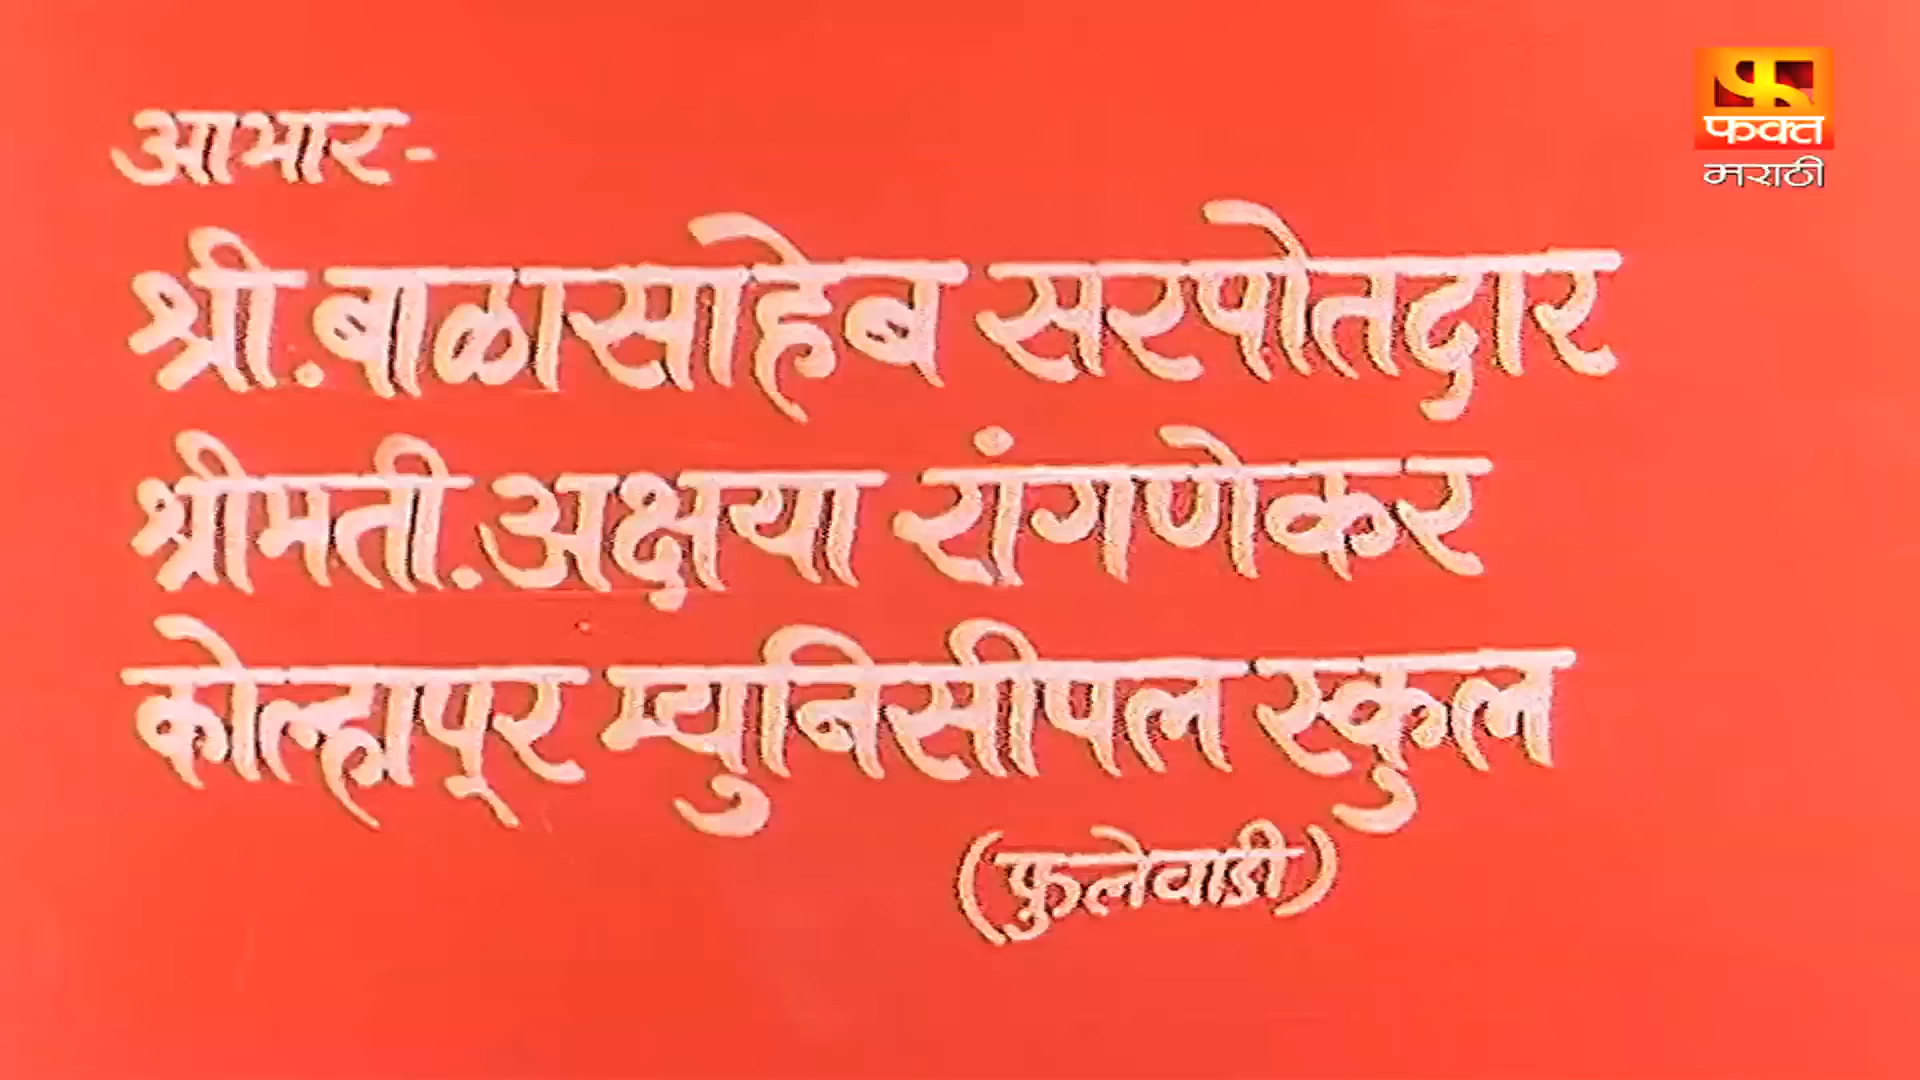 आभार-
श्री. बाळासाहेब सरपोतदार
श्रीमती. अक्षया रांगणेकर
कोल्हापूर म्युनिसीपल स्कुल
(फुलेवाडी)
फक्त
मराठी